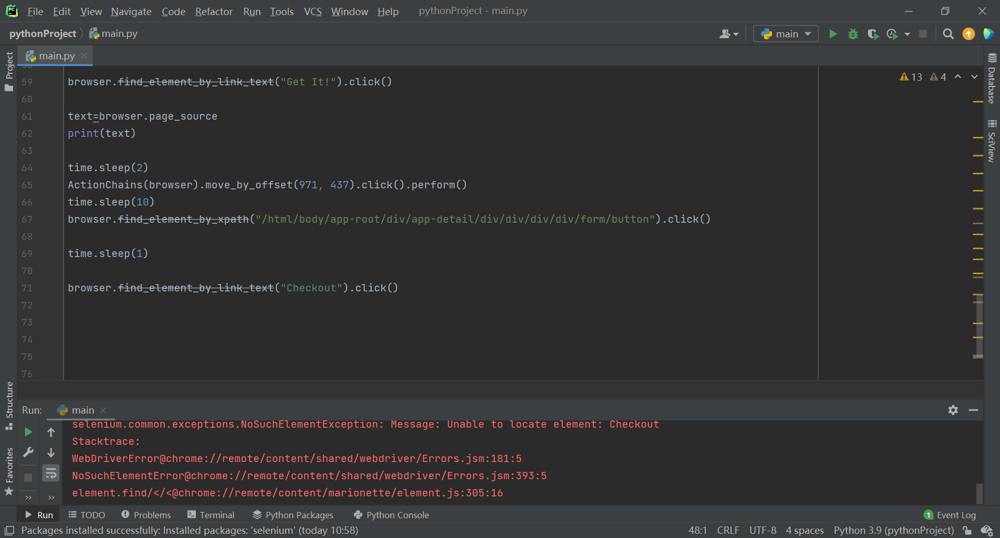 PC File Edit View Navigate Code Refactor Run Tools VCS Window Help pythonProject - main.py
pythonProject main.py main
Project main.py
59 browser.find_element_by_link_text("Get It!").click() 13 4
60
61 text=browser.page_source
62 print(text)
63
64 time.sleep(2)
65 ActionChains(browser).move_by_offset(971, 437).click().perform()
66 time.sleep(10)
67 browser.find_element_by_xpath("/html/body/app-root/div/app-detail/div/div/div/div/form/button").click()
68
69 time.sleep(1)
70
71 browser.find_element_by_link_text("Checkout").click()
72
73
74
75
76
Database
SciView
Structure
Favorites
Run: main
selenium.common.exceptions.NoSuchElementException: Message: Unable to locate element: Checkout
Stacktrace:
WebDriverError@chrome://remote/content/shared/webdriver/Errors.jsm:181:5
NoSuchElementError@chrome://remote/content/shared/webdriver/Errors.jsm:393:5
element.find/</<@chrome://remote/content/marionette/element.js:305:16
Run TODO Problems Terminal Python Packages Python Console 1 Event Log
Packages installed successfully: Installed packages: 'selenium' (today 10:58) 48:1 CRLF UTF-8 4 spaces Python 3.9 (pythonProject)